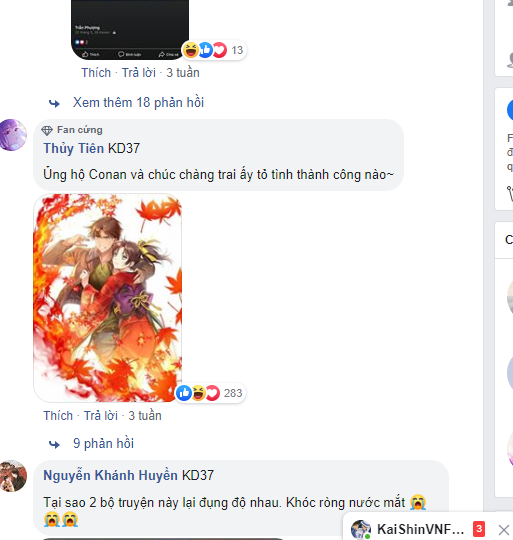 Trần Phương
Thích Bình luận Chia sẻ
13
Thích · Trả lời · 3 tuần
Xem thêm 18 phản hồi
Fan cứng
Thủy Tiên KD37
Ủng hộ Conan và chúc chàng trai ấy tỏ tình thành công nào~
283
Thích · Trả lời · 3 tuần
9 phản hồi
Nguyễn Khánh Huyền KD37
Tại sao 2 bộ truyện này lại đụng độ nhau. Khóc ròng nước mắt 😭
😭😭
KaiShinVNF... 3
F
đ
q
C